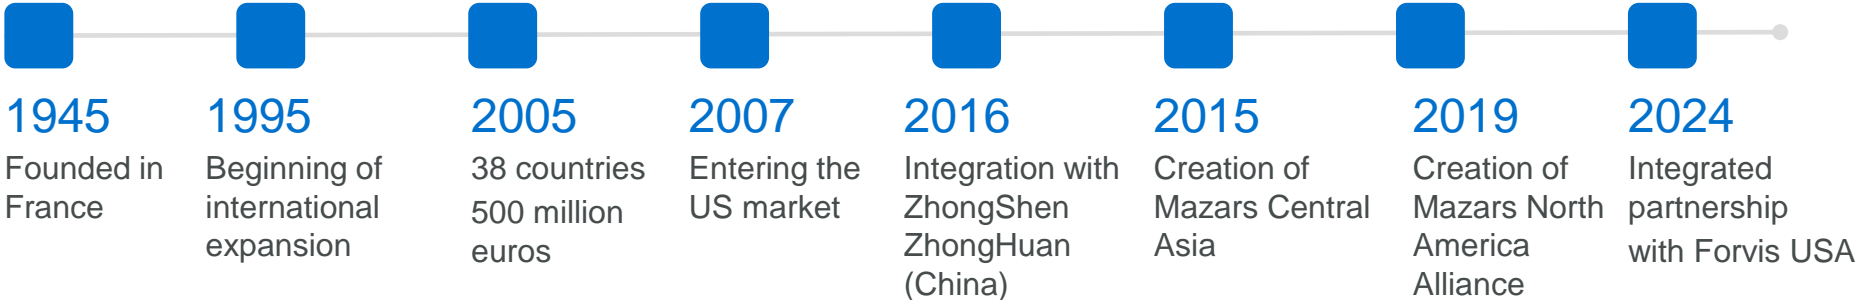 1945
Founded in
France
1995
Beginning of
international
expansion
2005
38 countries
500 million
euros
2007
Entering the
US market
2016
Integration with
ZhongShen
ZhongHuan
(China)
2015
Creation of
Mazars Central
Asia
2019
Creation of
Mazars North
America
Alliance
2024
Integrated
partnership
with Forvis USA